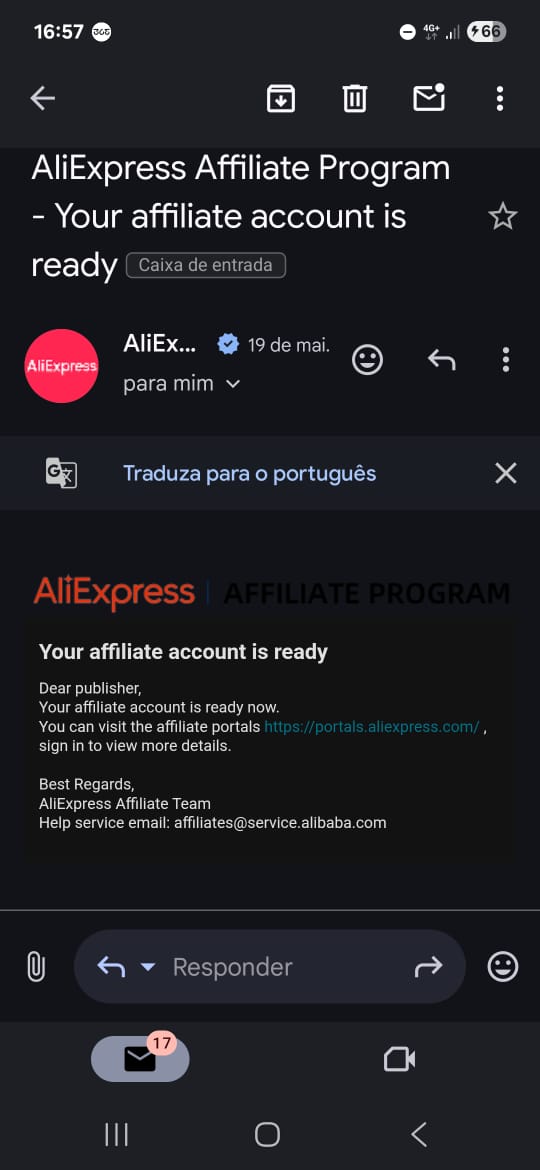 16:57
4G+
66
AliExpress Affiliate Program
- Your affiliate account is
ready Caixa de entrada
AliExpress
AliEx... 19 de mai.
para mim
Traduza para o português
AliExpress | AFFILIATE PROGRAM
Your affiliate account is ready
Dear publisher,
Your affiliate account is ready now.
You can visit the affiliate portals https://portals.aliexpress.com/ ,
sign in to view more details.
Best Regards,
AliExpress Affiliate Team
Help service email: affiliates@service.alibaba.com
Responder
17